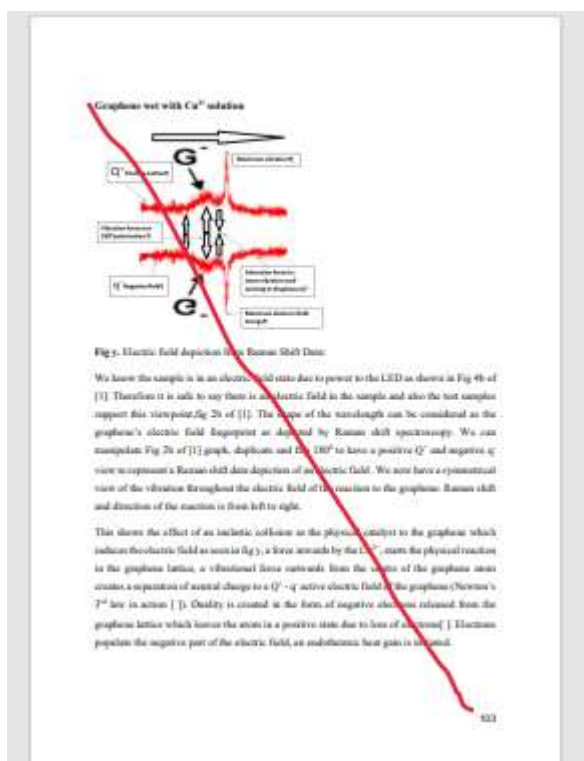 Graphene wet with Cu²⁺ solution
G⁻
Q⁺
Maximum vibration
Vibration forces
q⁻ Negative field
e⁻
Fig y. Electric field depiction from Raman Shift Data
We know the sample is in an electric field state due to power to the LED as shown in Fig 4b of
[1]. Therefore it is safe to say there is an electric field in the sample and also the test samples
support this viewpoint,fig 2h of [1]. The shape of the wavelength can be considered as the
graphene's electric field fingerprint as depicted by Raman shift spectroscopy. We can
manipulate Fig 2h of [1] graph, duplicate and flip 180⁰ to have a positive Q⁺ and negative q⁻
view to represent a Raman shift data depiction of an electric field. We now have a symmetrical
view of the vibration throughout the electric field of the reaction to the graphene Raman shift
and direction of the reaction is from left to right.
This shows the effect of an inelastic collision as the physical catalyst to the graphene which
induces the electric field as seen in fig y, a force inwards by the Cu²⁺, starts the physical reaction
in the graphene lattice, a vibrational force outwards from the centre of the graphene atom
creates a separation of neutral charge to a Q⁺ - q⁻ active electric field of the graphene (Newton's
3ʳᵈ law in action [ ]). Duality is created in the form of negative electrons released from the
graphene lattice which leaves the atom in a positive state due to loss of electrons[ ]. Electrons
populate the negative part of the electric field, an endothermic heat gain is initiated.
103